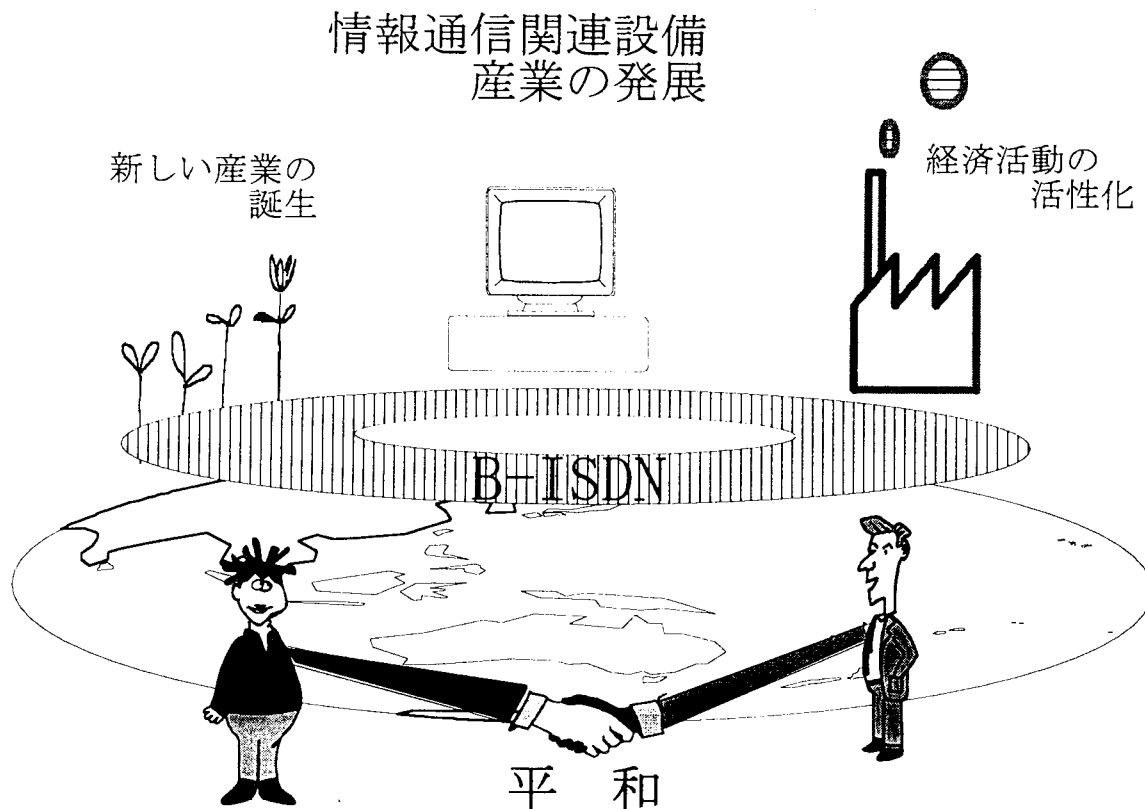 情報通信関連設備
産業の発展
新しい産業の
誕生
経済活動の
活性化
B-ISDN
平 和